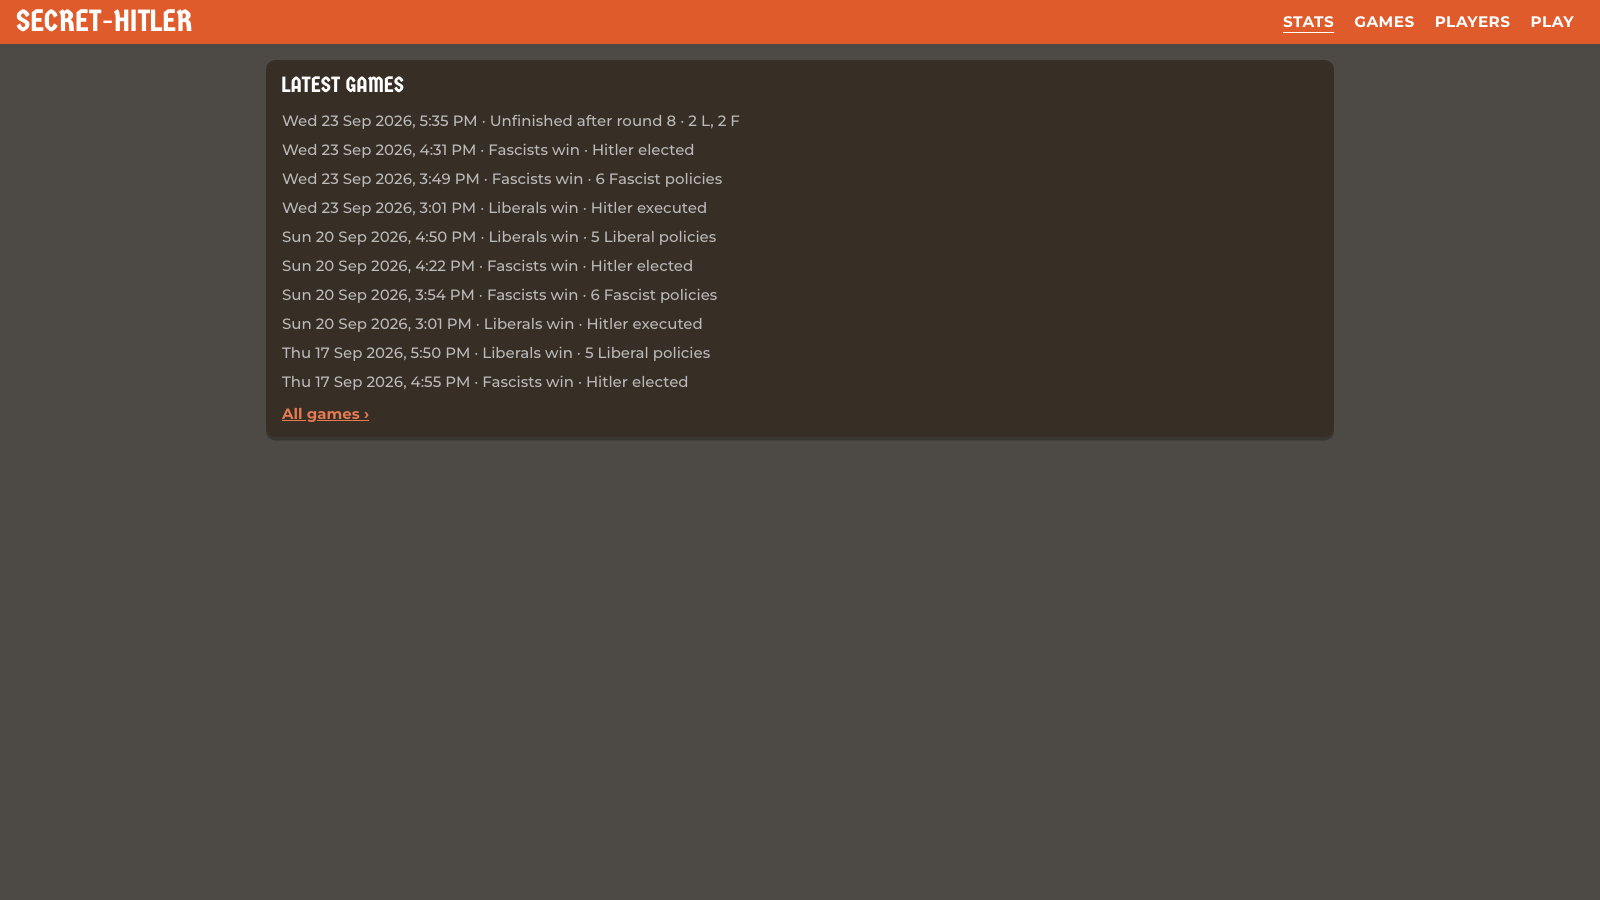 SECRET-HITLER
STATS GAMES PLAYERS PLAY
LATEST GAMES
Wed 23 Sep 2026, 5:35 PM · Unfinished after round 8 · 2 L, 2 F
Wed 23 Sep 2026, 4:31 PM · Fascists win · Hitler elected
Wed 23 Sep 2026, 3:49 PM · Fascists win · 6 Fascist policies
Wed 23 Sep 2026, 3:01 PM · Liberals win · Hitler executed
Sun 20 Sep 2026, 4:50 PM · Liberals win · 5 Liberal policies
Sun 20 Sep 2026, 4:22 PM · Fascists win · Hitler elected
Sun 20 Sep 2026, 3:54 PM · Fascists win · 6 Fascist policies
Sun 20 Sep 2026, 3:01 PM · Liberals win · Hitler executed
Thu 17 Sep 2026, 5:50 PM · Liberals win · 5 Liberal policies
Thu 17 Sep 2026, 4:55 PM · Fascists win · Hitler elected
All games ›